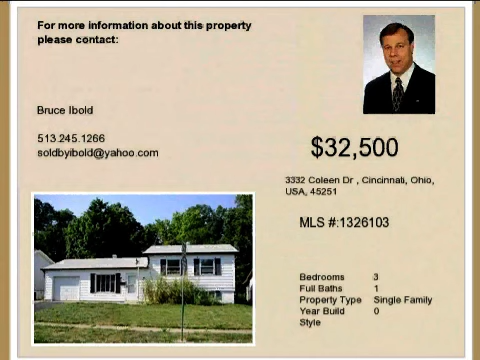 For more information about this property
please contact:
Bruce Ibold
513.245.1266
soldbyibold@yahoo.com
$32,500
3332 Coleen Dr , Cincinnati, Ohio,
USA, 45251
MLS #:1326103
Bedrooms 3
Full Baths 1
Property Type Single Family
Year Build 0
Style